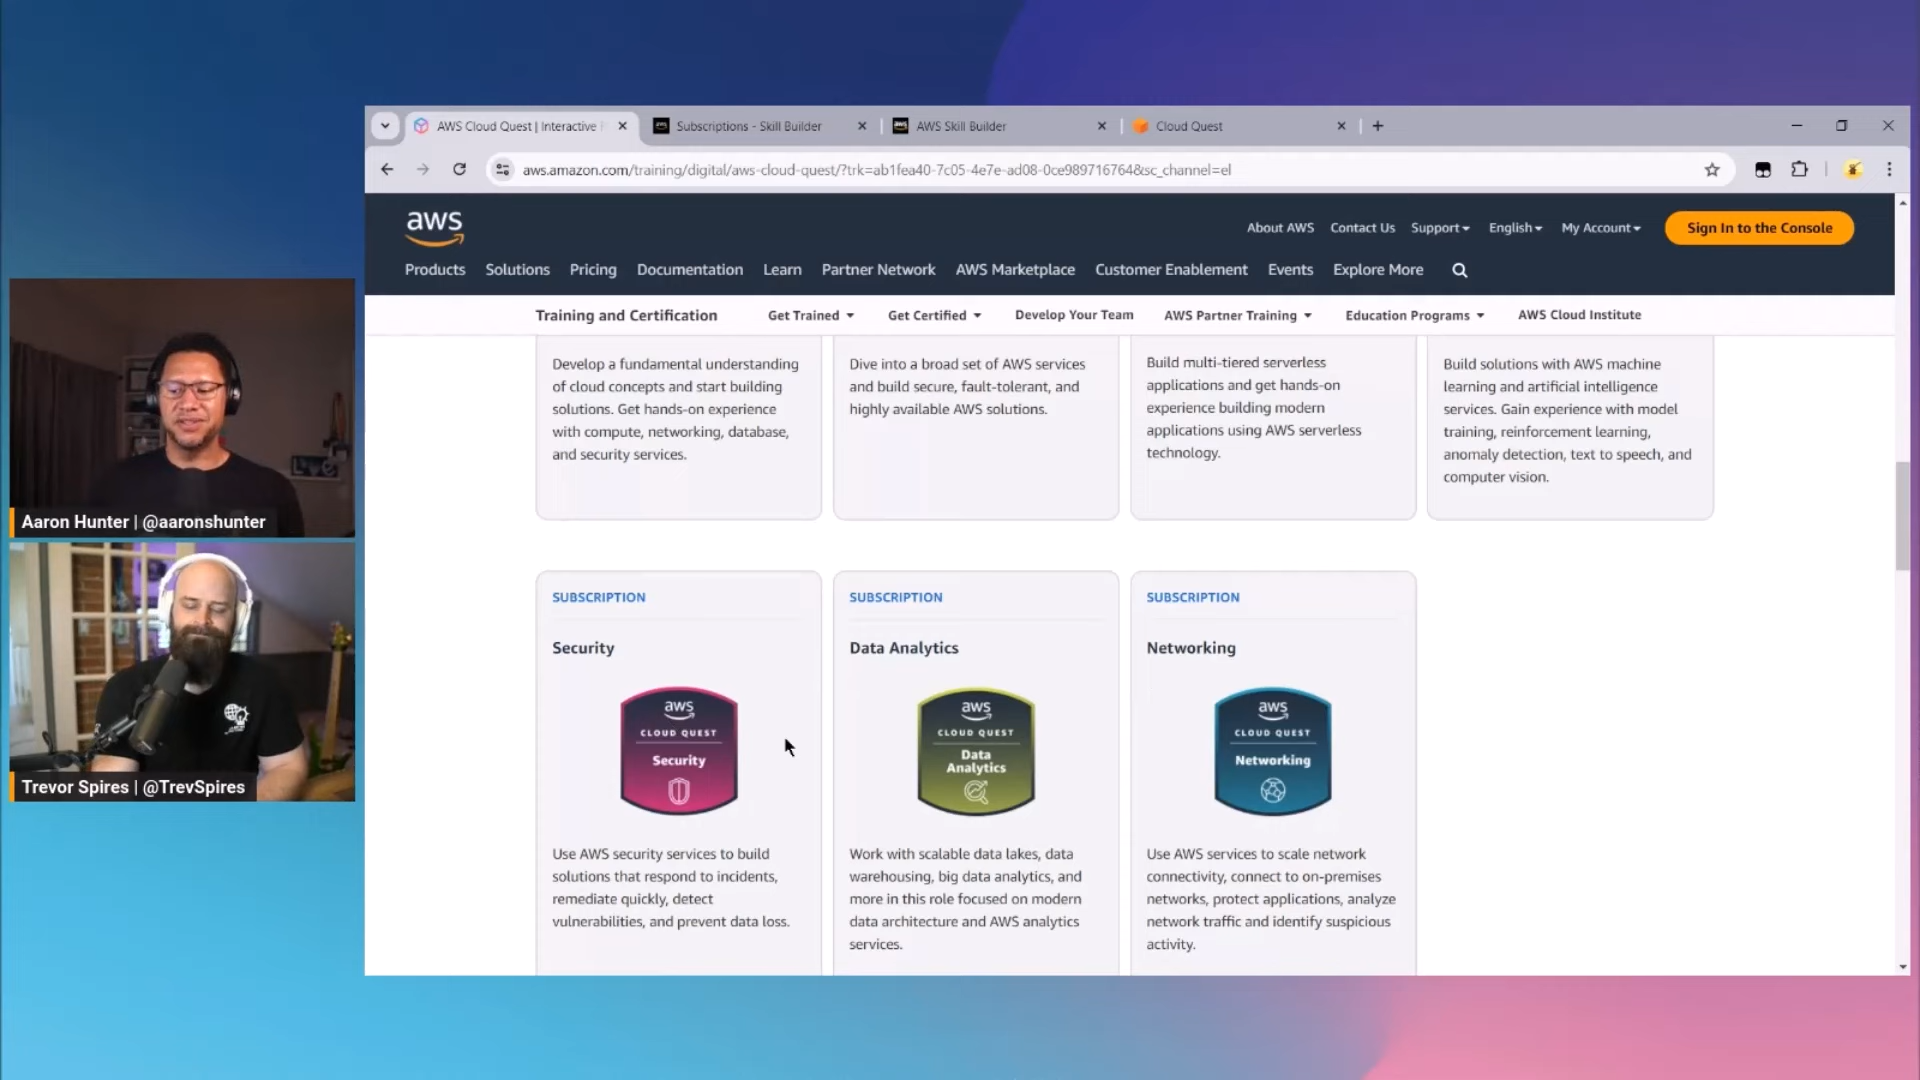 AWS Cloud Quest | Interactive
Subscriptions - Skill Builder
AWS Skill Builder
Cloud Quest
aws.amazon.com/training/digital/aws-cloud-quest/?trk=ab1fea40-7c05-4e7e-ad08-0ce989716764&sc_channel=el
aws
About AWS Contact Us Support English My Account Sign In to the Console
Products Solutions Pricing Documentation Learn Partner Network AWS Marketplace Customer Enablement Events Explore More
Training and Certification Get Trained Get Certified Develop Your Team AWS Partner Training Education Programs AWS Cloud Institute
Develop a fundamental understanding
of cloud concepts and start building
solutions. Get hands-on experience
with compute, networking, database,
and security services.
Dive into a broad set of AWS services
and build secure, fault-tolerant, and
highly available AWS solutions.
Build multi-tiered serverless
applications and get hands-on
experience building modern
applications using AWS serverless
technology.
Build solutions with AWS machine
learning and artificial intelligence
services. Gain experience with model
training, reinforcement learning,
anomaly detection, text to speech, and
computer vision.
SUBSCRIPTION
Security
aws
CLOUD QUEST
Security
Use AWS security services to build
solutions that respond to incidents,
remediate quickly, detect
vulnerabilities, and prevent data loss.
SUBSCRIPTION
Data Analytics
aws
CLOUD QUEST
Data
Analytics
Work with scalable data lakes, data
warehousing, big data analytics, and
more in this role focused on modern
data architecture and AWS analytics
services.
SUBSCRIPTION
Networking
aws
CLOUD QUEST
Networking
Use AWS services to scale network
connectivity, connect to on-premises
networks, protect applications, analyze
network traffic and identify suspicious
activity.
Aaron Hunter | @aaronshunter
Trevor Spires | @TrevSpires